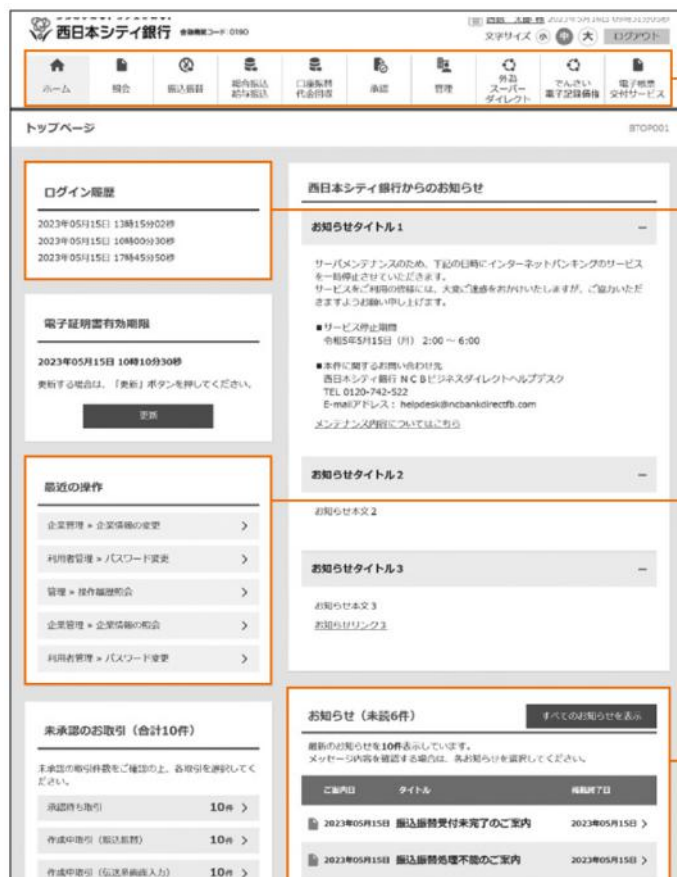 西日本シティ銀行
金融機関コード: 0190
文字サイズ 小 中 大 ログアウト
ホーム
照会
振込振替
総合振込
給与振込
口座振替
代金回収
承認
管理
外為
スーパー
ダイレクト
でんさい
電子記録債権
電子帳票
交付サービス
トップページ
BTOP001
ログイン履歴
2023年05月15日 13時15分02秒
2023年05月15日 10時00分30秒
2023年05月15日 17時45分50秒
電子証明書有効期限
2023年05月15日 10時10分30秒
更新する場合は、「更新」ボタンを押してください。
更新
最近の操作
企業管理 » 企業情報の変更
利用者管理 » パスワード変更
管理 » 操作履歴照会
企業管理 » 企業情報の照会
利用者管理 » パスワード変更
未承認のお取引（合計10件）
未承認の取引件数をご確認の上、各取引を選択してく
ださい。
承認待ち取引 10件
作成中取引（振込振替） 10件
作成中取引（伝送系画面入力） 10件
西日本シティ銀行からのお知らせ
お知らせタイトル1
サーバメンテナンスのため、下記の日時にインターネットバンキングのサービス
を一時停止させていただきます。
サービスをご利用の皆様には、大変ご迷惑をおかけいたしますが、ご協力いただ
きますようお願い申し上げます。
■サービス停止期間
令和5年5月15日（月） 2:00 ～ 6:00
■本件に関するお問い合わせ先
西日本シティ銀行 NCBビジネスダイレクトヘルプデスク
TEL 0120-742-522
E-mailアドレス： helpdesk@ncbankdirectfb.com
メンテナンス内容についてはこちら
お知らせタイトル2
お知らせ本文2
お知らせタイトル3
お知らせ本文3
お知らせリンク3
お知らせ（未読6件）
すべてのお知らせを表示
最新のお知らせを10件表示しています。
メッセージ内容を確認する場合は、各お知らせを選択してください。
ご案内日 タイトル 掲載終了日
2023年05月15日 振込振替受付未完了のご案内 2023年05月15日
2023年05月15日 振込振替処理不能のご案内 2023年05月15日